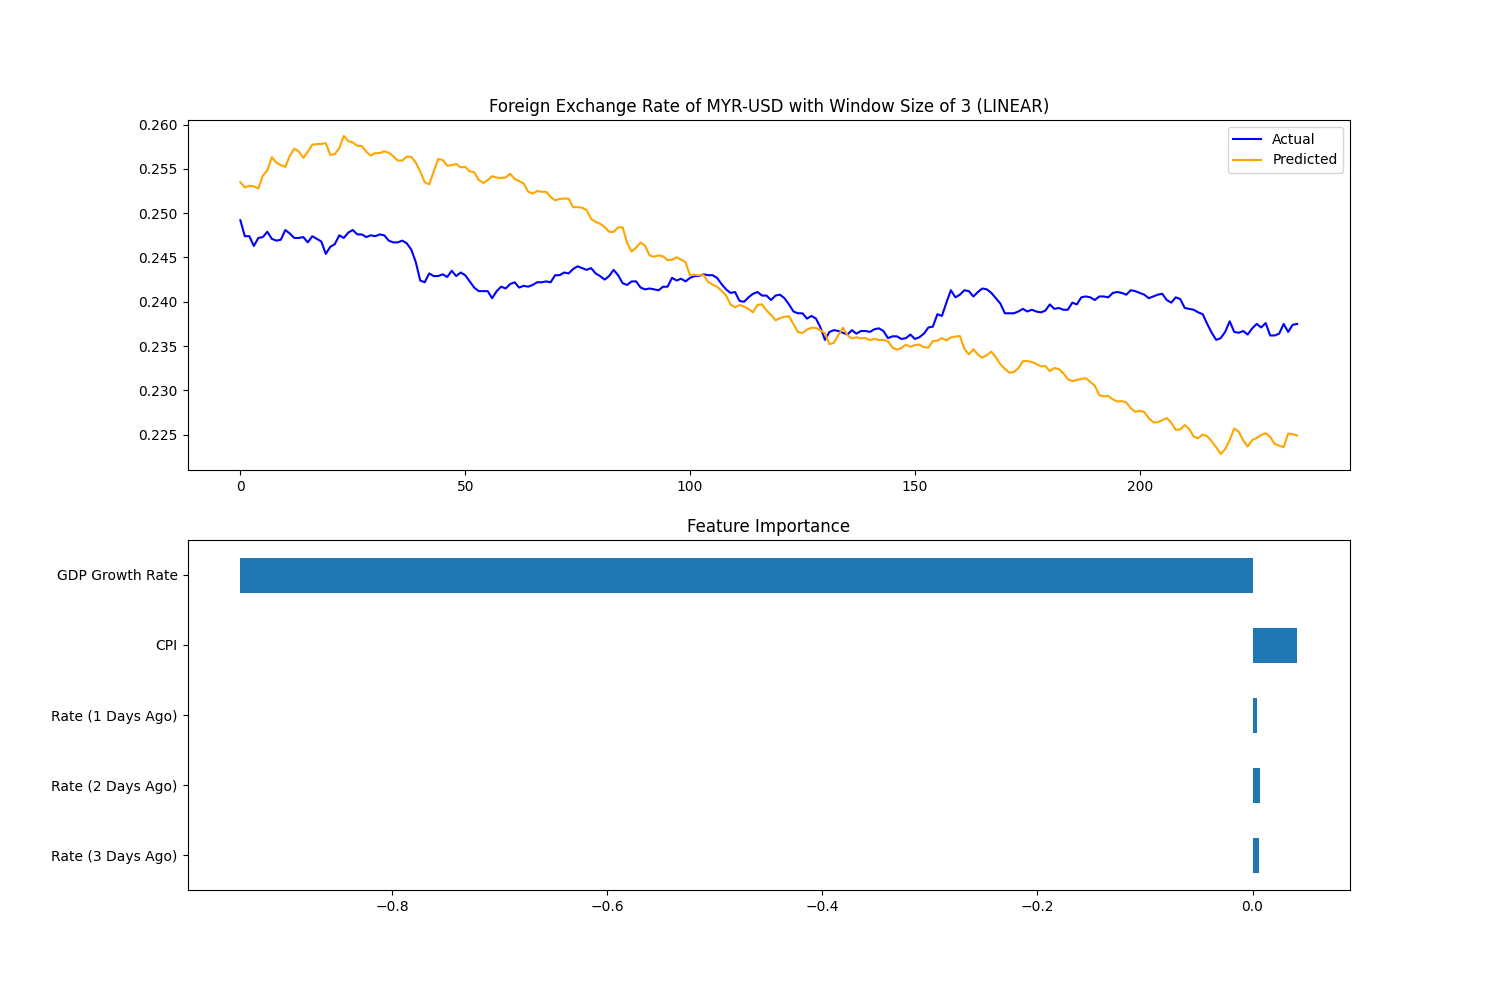 Foreign Exchange Rate of MYR-USD with Window Size of 3 (LINEAR)
0.260
0.255
0.250
0.245
0.240
0.235
0.230
0.225
Actual
Predicted
0 50 100 150 200
Feature Importance
GDP Growth Rate
CPI
Rate (1 Days Ago)
Rate (2 Days Ago)
Rate (3 Days Ago)
−0.8 −0.6 −0.4 −0.2 0.0